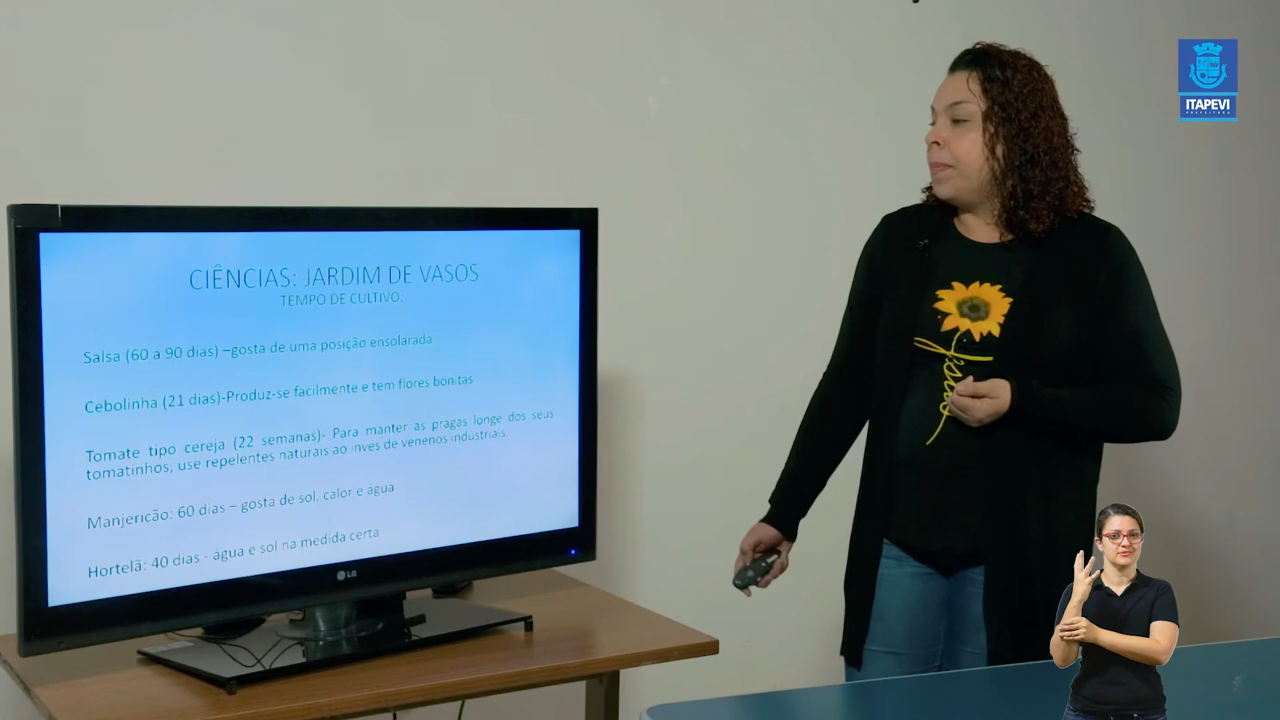 CIÊNCIAS: JARDIM DE VASOS
TEMPO DE CULTIVO:
Salsa (60 a 90 dias) –gosta de uma posição ensolarada
Cebolinha (21 dias)-Produz-se facilmente e tem flores bonitas
Tomate tipo cereja (22 semanas)- Para manter as pragas longe dos seus
tomatinhos, use repelentes naturais ao inves de venenos industriais.
Manjericão: 60 dias – gosta de sol, calor e agua
Hortelã: 40 dias - água e sol na medida certa
LG
Jesus
ITAPEVI
PREFEITURA